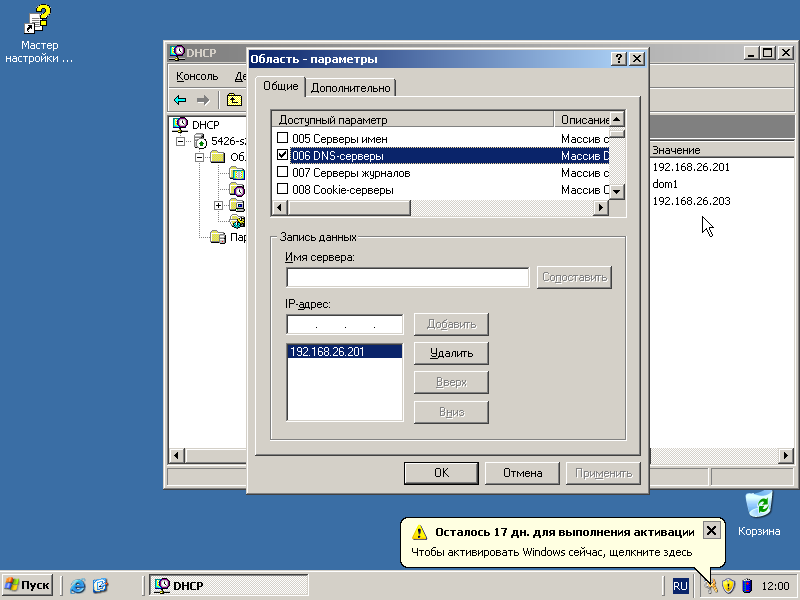 Мастер
настройки ...
DHCP
Консоль
DHCP
5426-s
Об
Пар
Область - параметры
Общие
Дополнительно
Доступный параметр Описание
005 Серверы имен Массив с
006 DNS-серверы Массив D
007 Серверы журналов Массив с
008 Cookie-серверы Массив C
Запись данных
Имя сервера:
Сопоставить
IP-адрес:
Добавить
192.168.26.201
Удалить
Вверх
Вниз
OK
Отмена
Применить
Значение
192.168.26.201
dom1
192.168.26.203
Корзина
Осталось 17 дн. для выполнения активации
Чтобы активировать Windows сейчас, щелкните здесь
Пуск
DHCP
RU
12:00